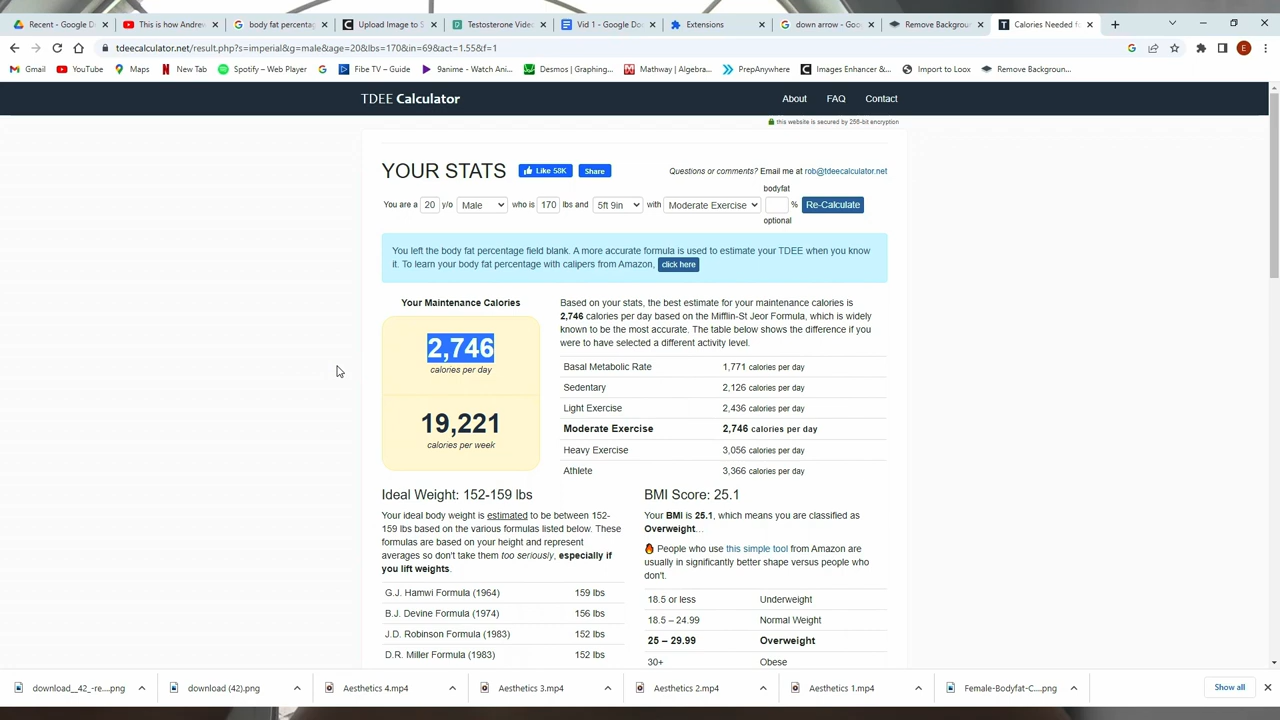 Recent - Google D
This is how Andrew
body fat percentag
Upload Image to S
Testosterone Video
Vid 1 - Google Doc
Extensions
down arrow - Goo
Remove Backgroun
Calories Needed fo
tdeecalculator.net/result.php?s=imperial&g=male&age=20&lbs=170&in=69&act=1.55&f=1
E
Gmail
YouTube
Maps
New Tab
Spotify – Web Player
Fibe TV – Guide
9anime - Watch Ani...
Desmos | Graphing...
Mathway | Algebra...
PrepAnywhere
Images Enhancer &...
Import to Loox
Remove Backgroun...
TDEE Calculator
About
FAQ
Contact
this website is secured by 256-bit encryption
YOUR STATS
Like 58K
Share
Questions or comments? Email me at rob@tdeecalculator.net
bodyfat
You are a 20 y/o Male who is 170 lbs and 5ft 9in with Moderate Exercise % Re-Calculate
optional
You left the body fat percentage field blank. A more accurate formula is used to estimate your TDEE when you know
it. To learn your body fat percentage with calipers from Amazon, click here
Your Maintenance Calories
2,746
calories per day
19,221
calories per week
Based on your stats, the best estimate for your maintenance calories is
2,746 calories per day based on the Mifflin-St Jeor Formula, which is widely
known to be the most accurate. The table below shows the difference if you
were to have selected a different activity level.
Basal Metabolic Rate 1,771 calories per day
Sedentary 2,126 calories per day
Light Exercise 2,436 calories per day
Moderate Exercise 2,746 calories per day
Heavy Exercise 3,056 calories per day
Athlete 3,366 calories per day
Ideal Weight: 152-159 lbs
Your ideal body weight is estimated to be between 152-
159 lbs based on the various formulas listed below. These
formulas are based on your height and represent
averages so don't take them too seriously, especially if
you lift weights.
G.J. Hamwi Formula (1964) 159 lbs
B.J. Devine Formula (1974) 156 lbs
J.D. Robinson Formula (1983) 152 lbs
D.R. Miller Formula (1983) 152 lbs
BMI Score: 25.1
Your BMI is 25.1, which means you are classified as
Overweight...
People who use this simple tool from Amazon are
usually in significantly better shape versus people who
don't.
18.5 or less Underweight
18.5 – 24.99 Normal Weight
25 – 29.99 Overweight
30+ Obese
download__42_-re....png
download (42).png
Aesthetics 4.mp4
Aesthetics 3.mp4
Aesthetics 2.mp4
Aesthetics 1.mp4
Female-Bodyfat-C....png
Show all